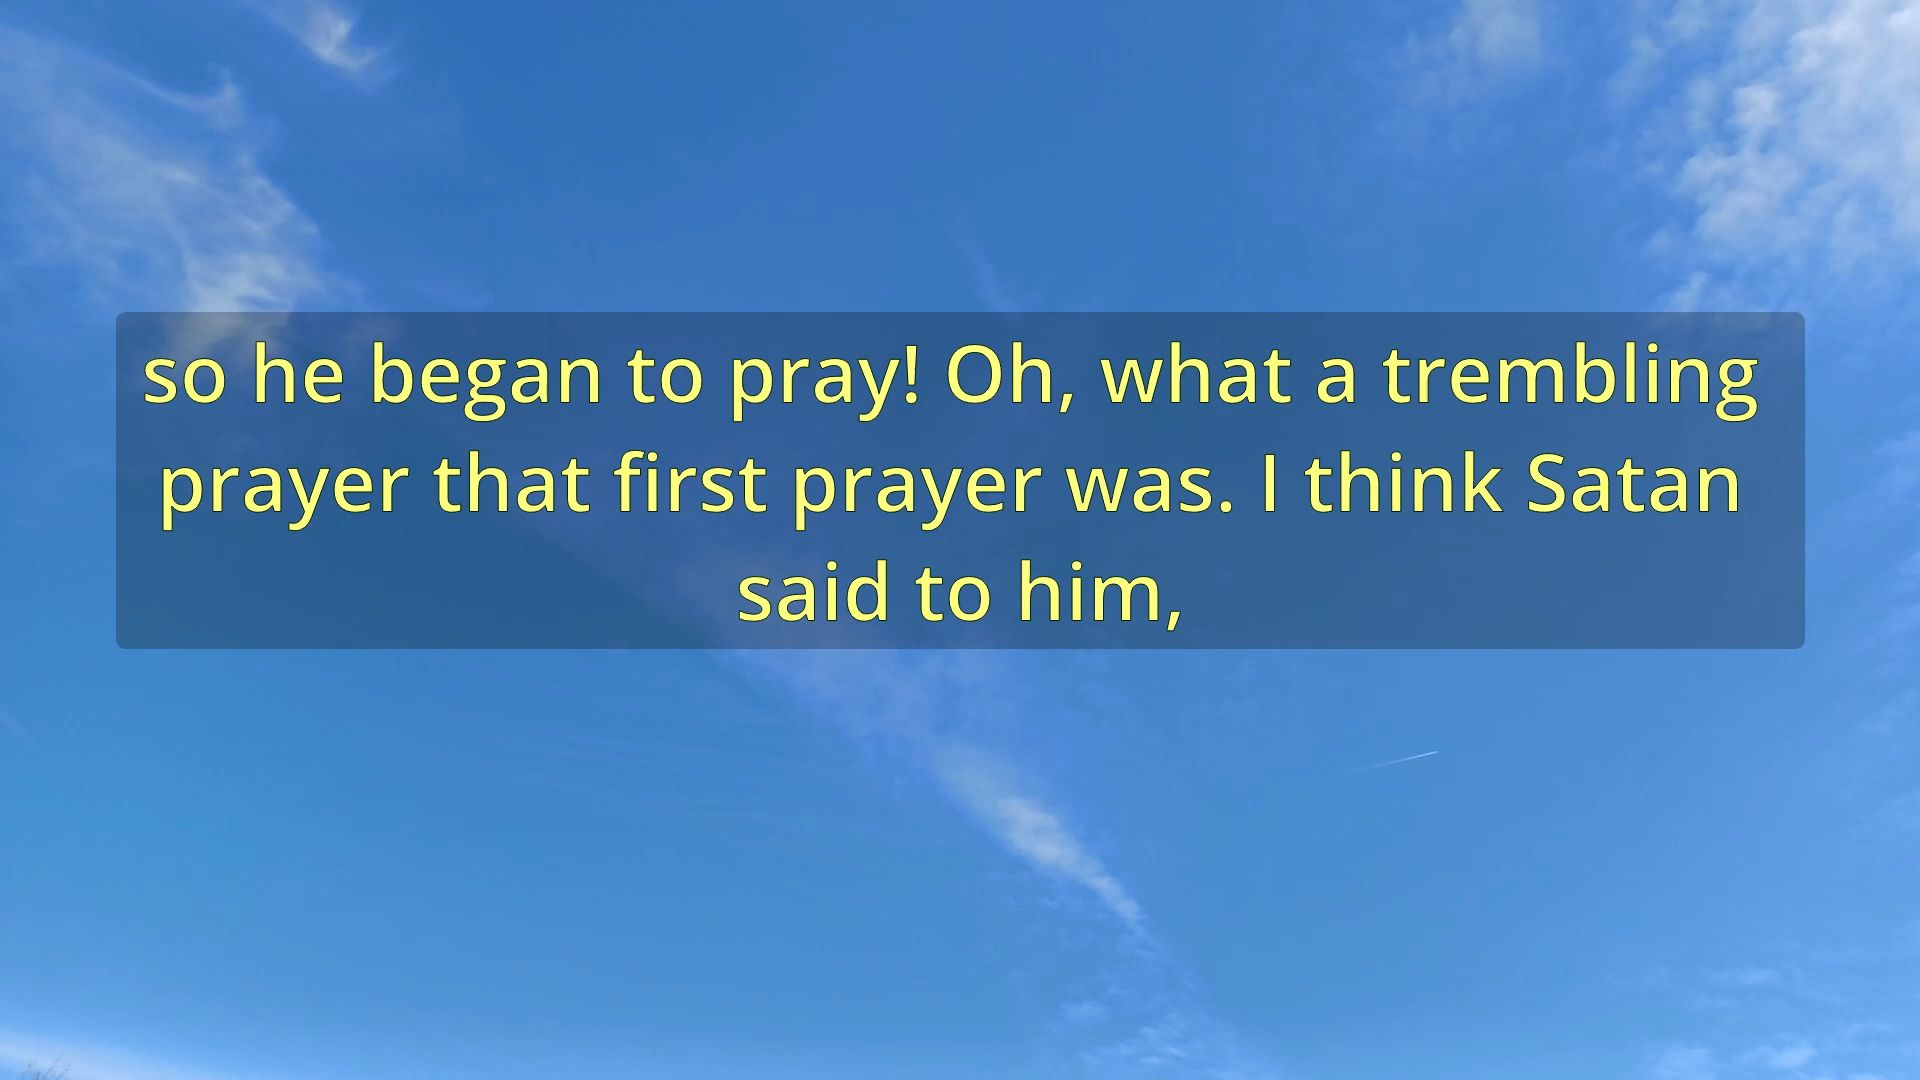 so he began to pray! Oh, what a trembling
prayer that first prayer was. I think Satan
said to him,